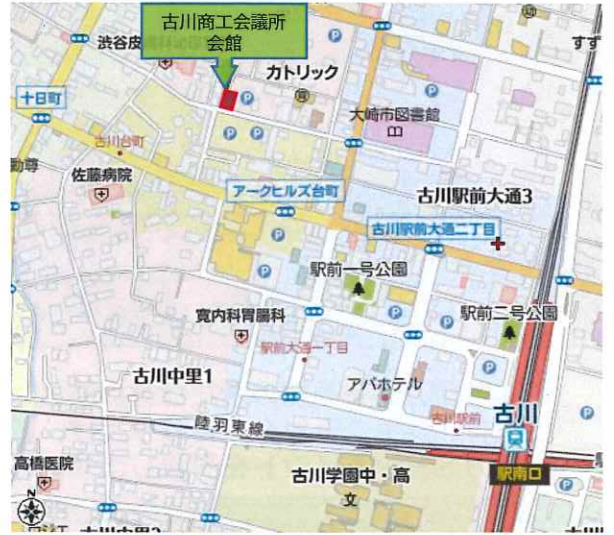 古川商工会議所
会館
渋谷皮
カトリック
すず
十日町
大崎市図書館
古川台町
勤尊
佐藤病院
アークヒルズ台町
古川駅前大通3
古川駅前大通二丁目
駅前一号公園
駅前二号公園
寛内科胃腸科
駅前大通一丁目
古川中里1
アパホテル
陸羽東線
古川駅前
古川
高橋医院
古川学園中・高
文
駅南口
N